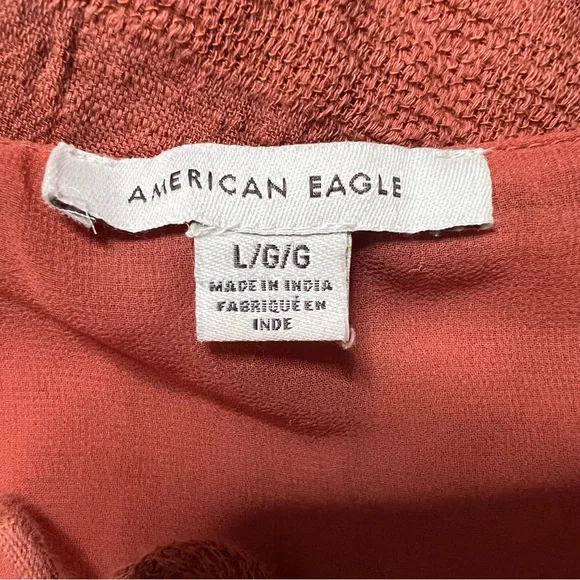 AMERICAN EAGLE
L/G/G
MADE IN INDIA
FABRIQUÉ EN
INDE